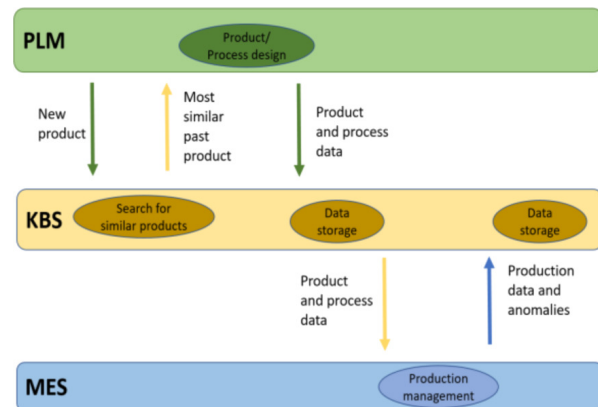 PLM
Product/
Process design
New
product
Most
similar
past
product
Product
and process
data
KBS
Search for
similar products
Data
storage
Data
storage
Product
and process
data
Production
data and
anomalies
MES
Production
management